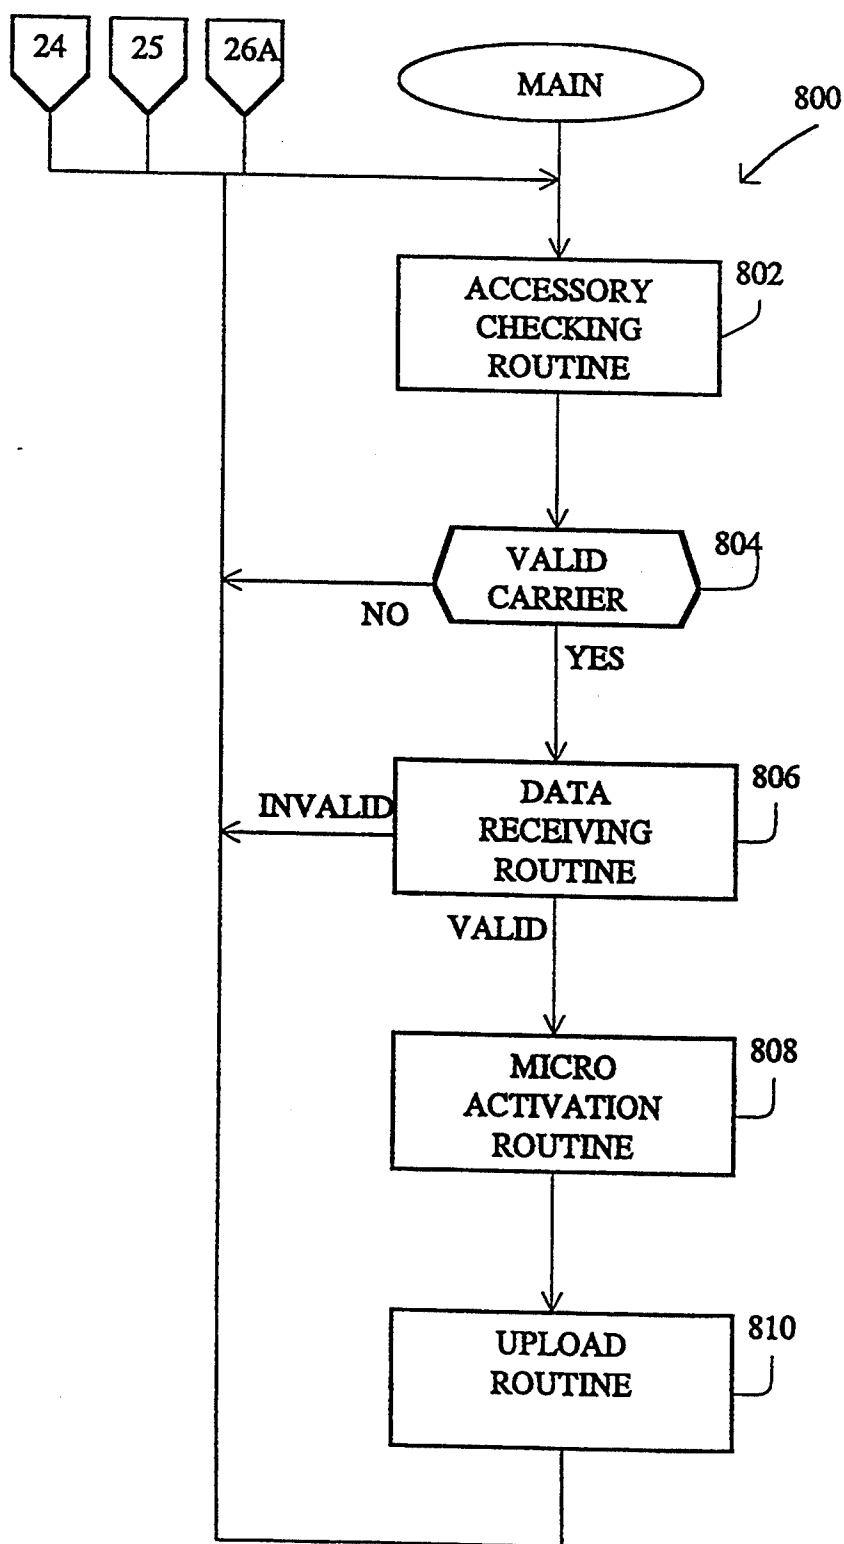 24
25
26A
MAIN
800
ACCESSORY
CHECKING
ROUTINE
802
VALID
CARRIER
804
NO
YES
DATA
RECEIVING
ROUTINE
806
INVALID
VALID
MICRO
ACTIVATION
ROUTINE
808
UPLOAD
ROUTINE
810